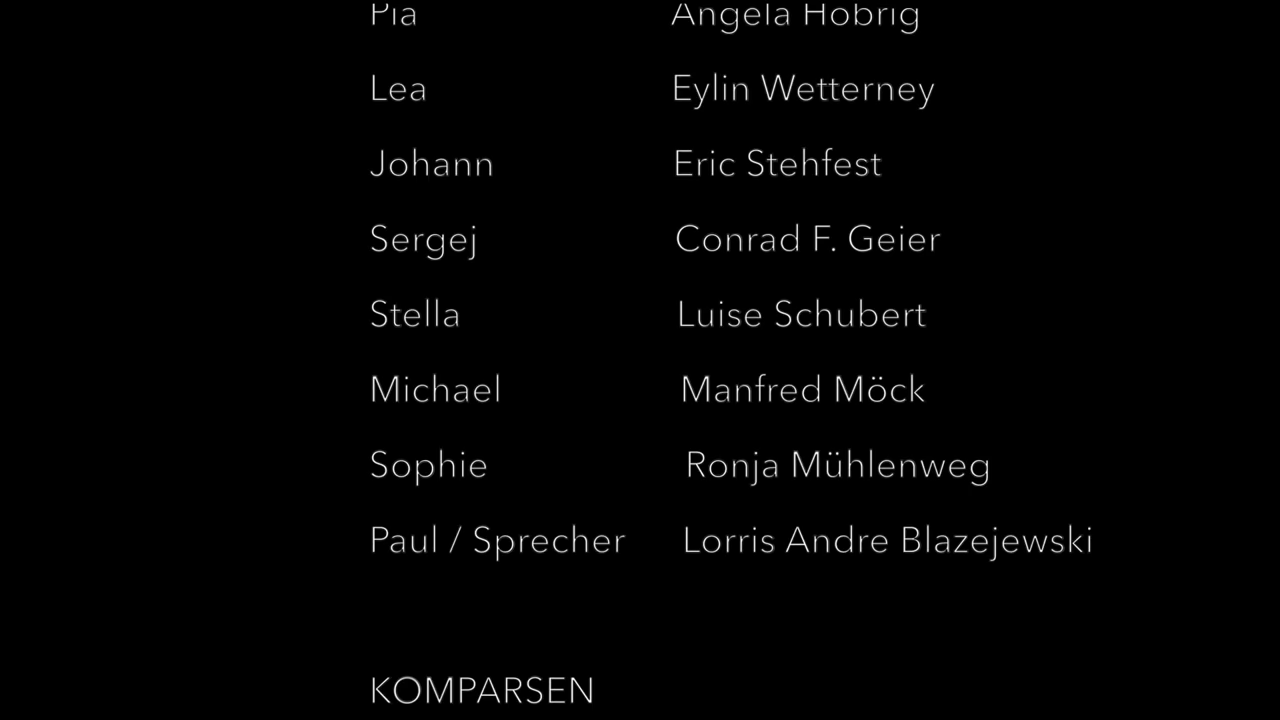 Pia Angela Hobrig
Lea Eylin Wetterney
Johann Eric Stehfest
Sergej Conrad F. Geier
Stella Luise Schubert
Michael Manfred Möck
Sophie Ronja Mühlenweg
Paul / Sprecher Lorris Andre Blazejewski
KOMPARSEN